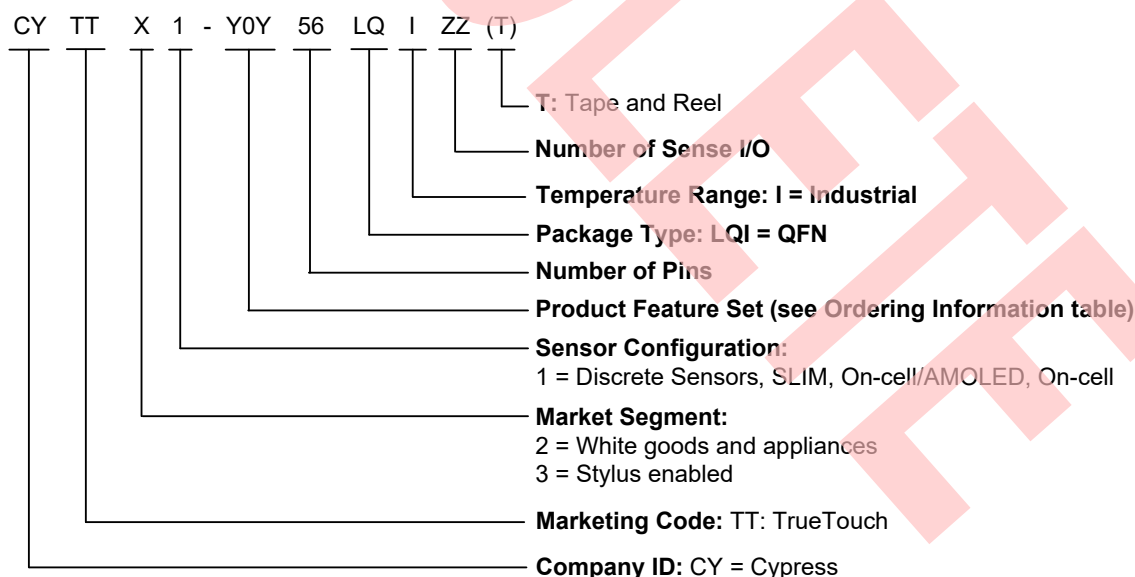 CY TT X 1 - Y0Y 56 LQ I ZZ (T)
T: Tape and Reel
Number of Sense I/O
Temperature Range: I = Industrial
Package Type: LQI = QFN
Number of Pins
Product Feature Set (see Ordering Information table)
Sensor Configuration:
1 = Discrete Sensors, SLIM, On-cell/AMOLED, On-cell
Market Segment:
2 = White goods and appliances
3 = Stylus enabled
Marketing Code: TT: TrueTouch
Company ID: CY = Cypress